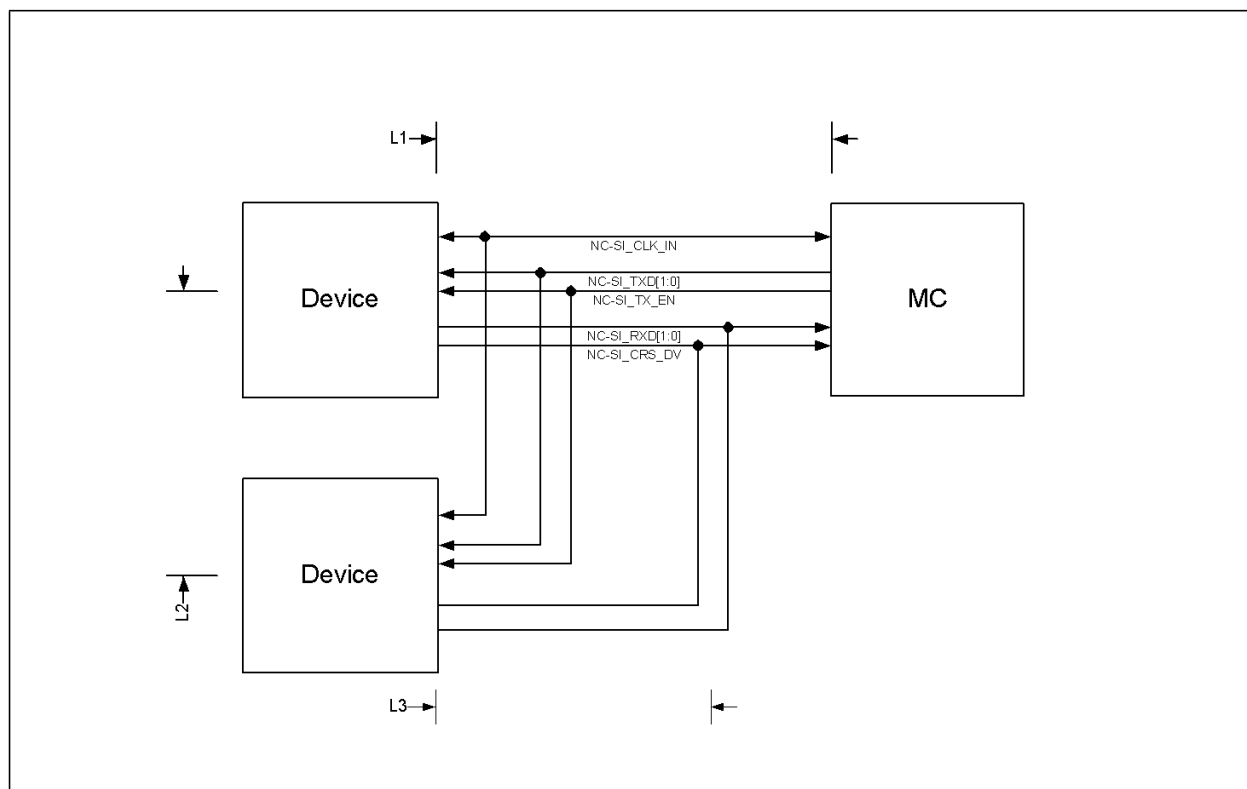 L1
NC-SI_CLK_IN
Device
NC-SI_TXD[1:0]
NC-SI_TX_EN
MC
NC-SI_RXD[1:0]
NC-SI_CRS_DV
Device
L2
L3